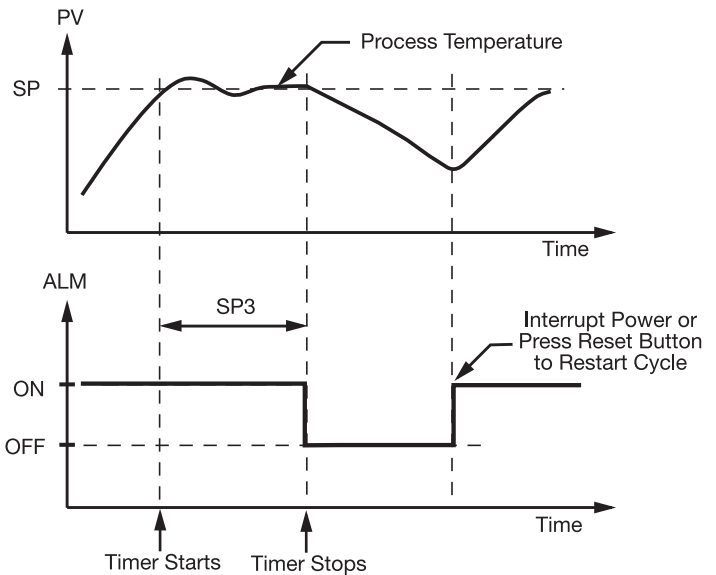 PV
Process Temperature
SP
Time
ALM
SP3
Interrupt Power or
Press Reset Button
to Restart Cycle
ON
OFF
Time
Timer Starts
Timer Stops